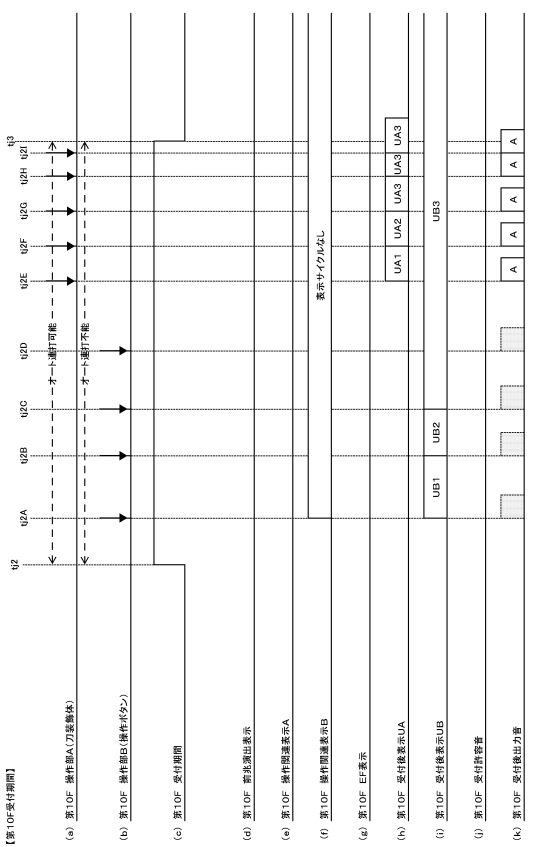 【第１０Ｆ受付期間】
tj2
tj2A
tj2B
tj2C
tj2D
tj2E
tj2F
tj2G
tj2H
tj2I
tj3
オート連打可能
オート連打不能
(a) 第１０Ｆ 操作部Ａ(刀装飾体)
(b) 第１０Ｆ 操作部Ｂ(操作ボタン)
(c) 第１０Ｆ 受付期間
(d) 第１０Ｆ 前兆演出表示
(e) 第１０Ｆ 操作関連表示Ａ
(f) 第１０Ｆ 操作関連表示Ｂ
表示サイクルなし
(g) 第１０Ｆ ＥＦ表示
(h) 第１０Ｆ 受付後表示ＵＡ
UA1 UA2 UA3 UA3 UA3
(i) 第１０Ｆ 受付後表示ＵＢ
UB1 UB2 UB3
(j) 第１０Ｆ 受付許容音
(k) 第１０Ｆ 受付後出力音
A A A A A